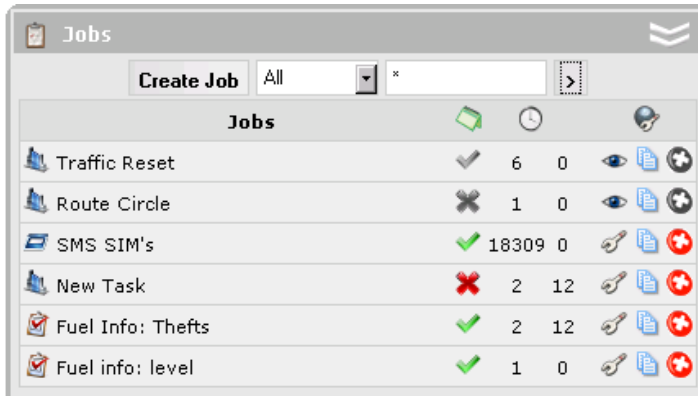 Jobs
Create Job All * >
Jobs
Traffic Reset 6 0
Route Circle 1 0
SMS SIM's 18309 0
New Task 2 12
Fuel Info: Thefts 2 12
Fuel info: level 1 0